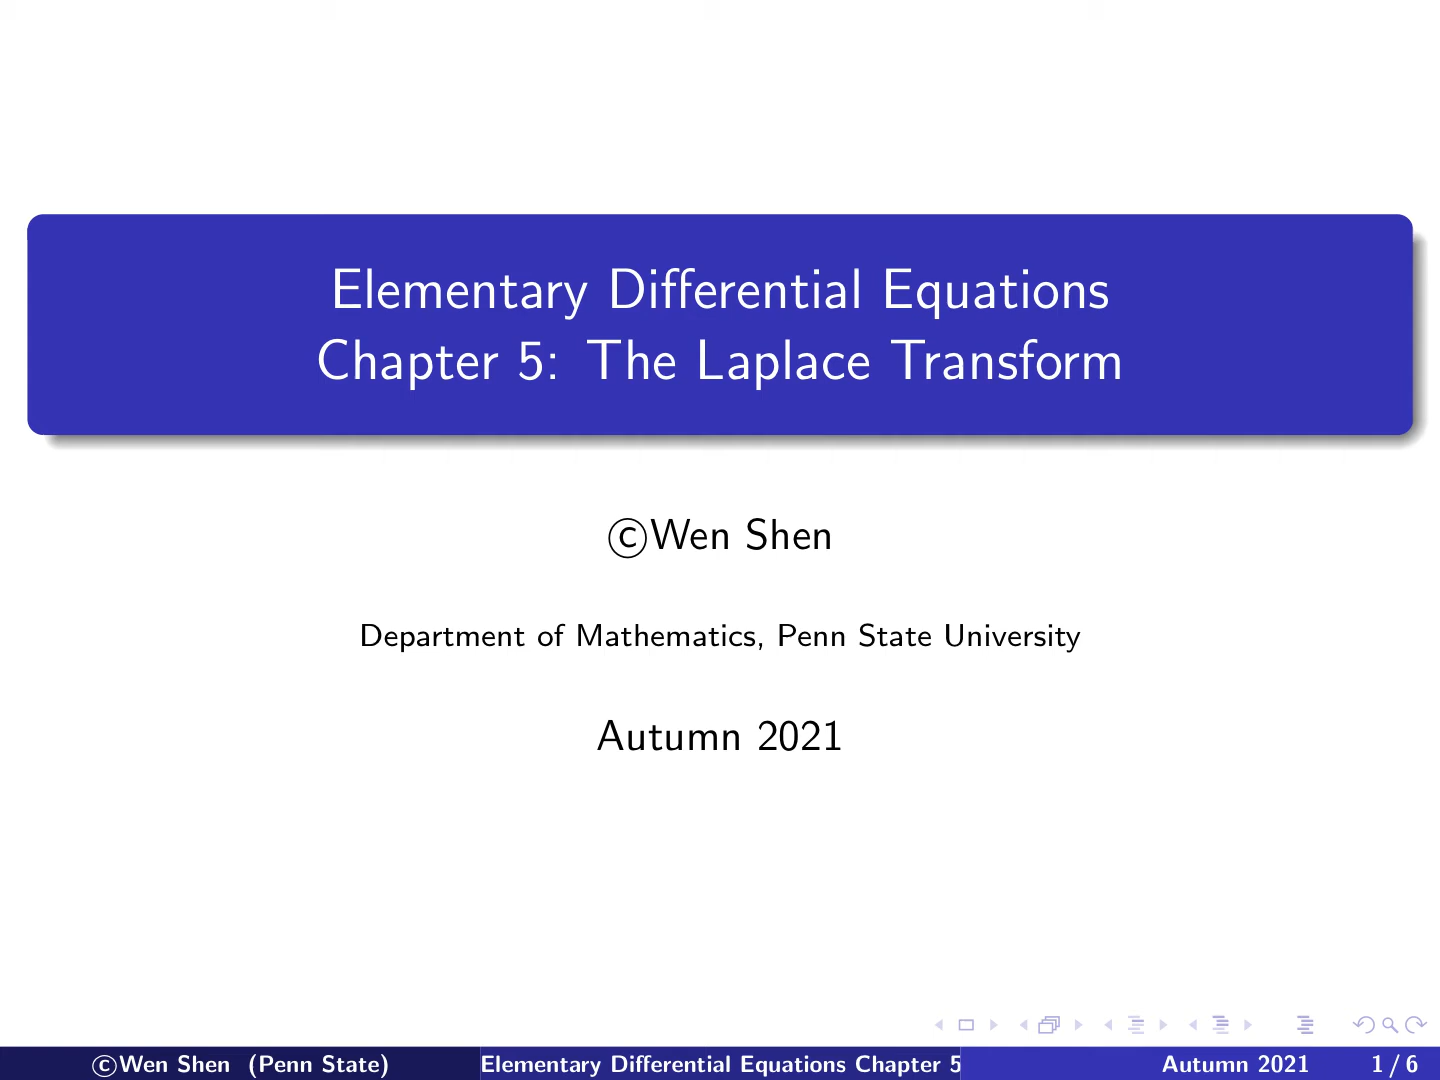 Elementary Differential Equations
Chapter 5: The Laplace Transform
©Wen Shen
Department of Mathematics, Penn State University
Autumn 2021
©Wen Shen (Penn State)
Elementary Differential Equations Chapter 5
Autumn 2021
1 / 6